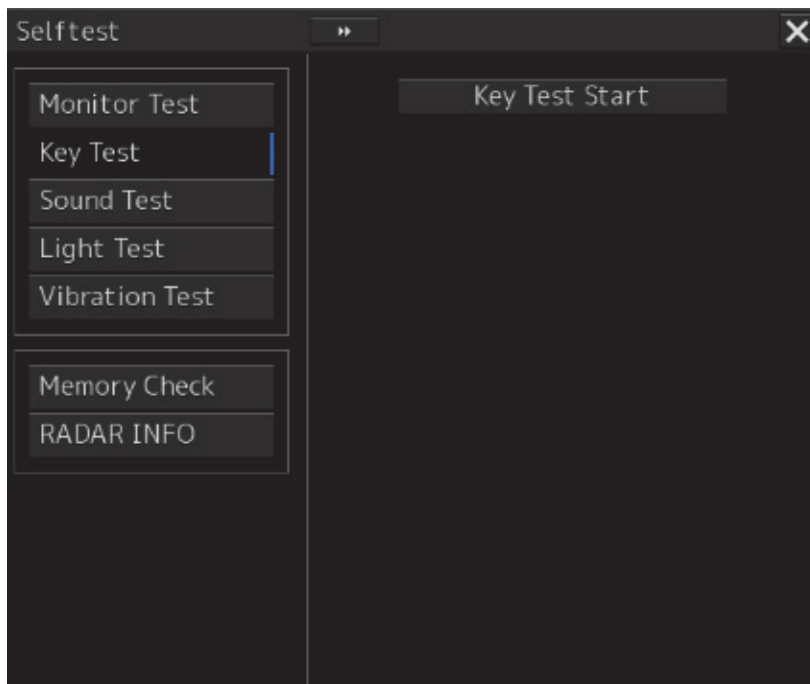 Selftest
Monitor Test
Key Test
Sound Test
Light Test
Vibration Test
Memory Check
RADAR INFO
Key Test Start